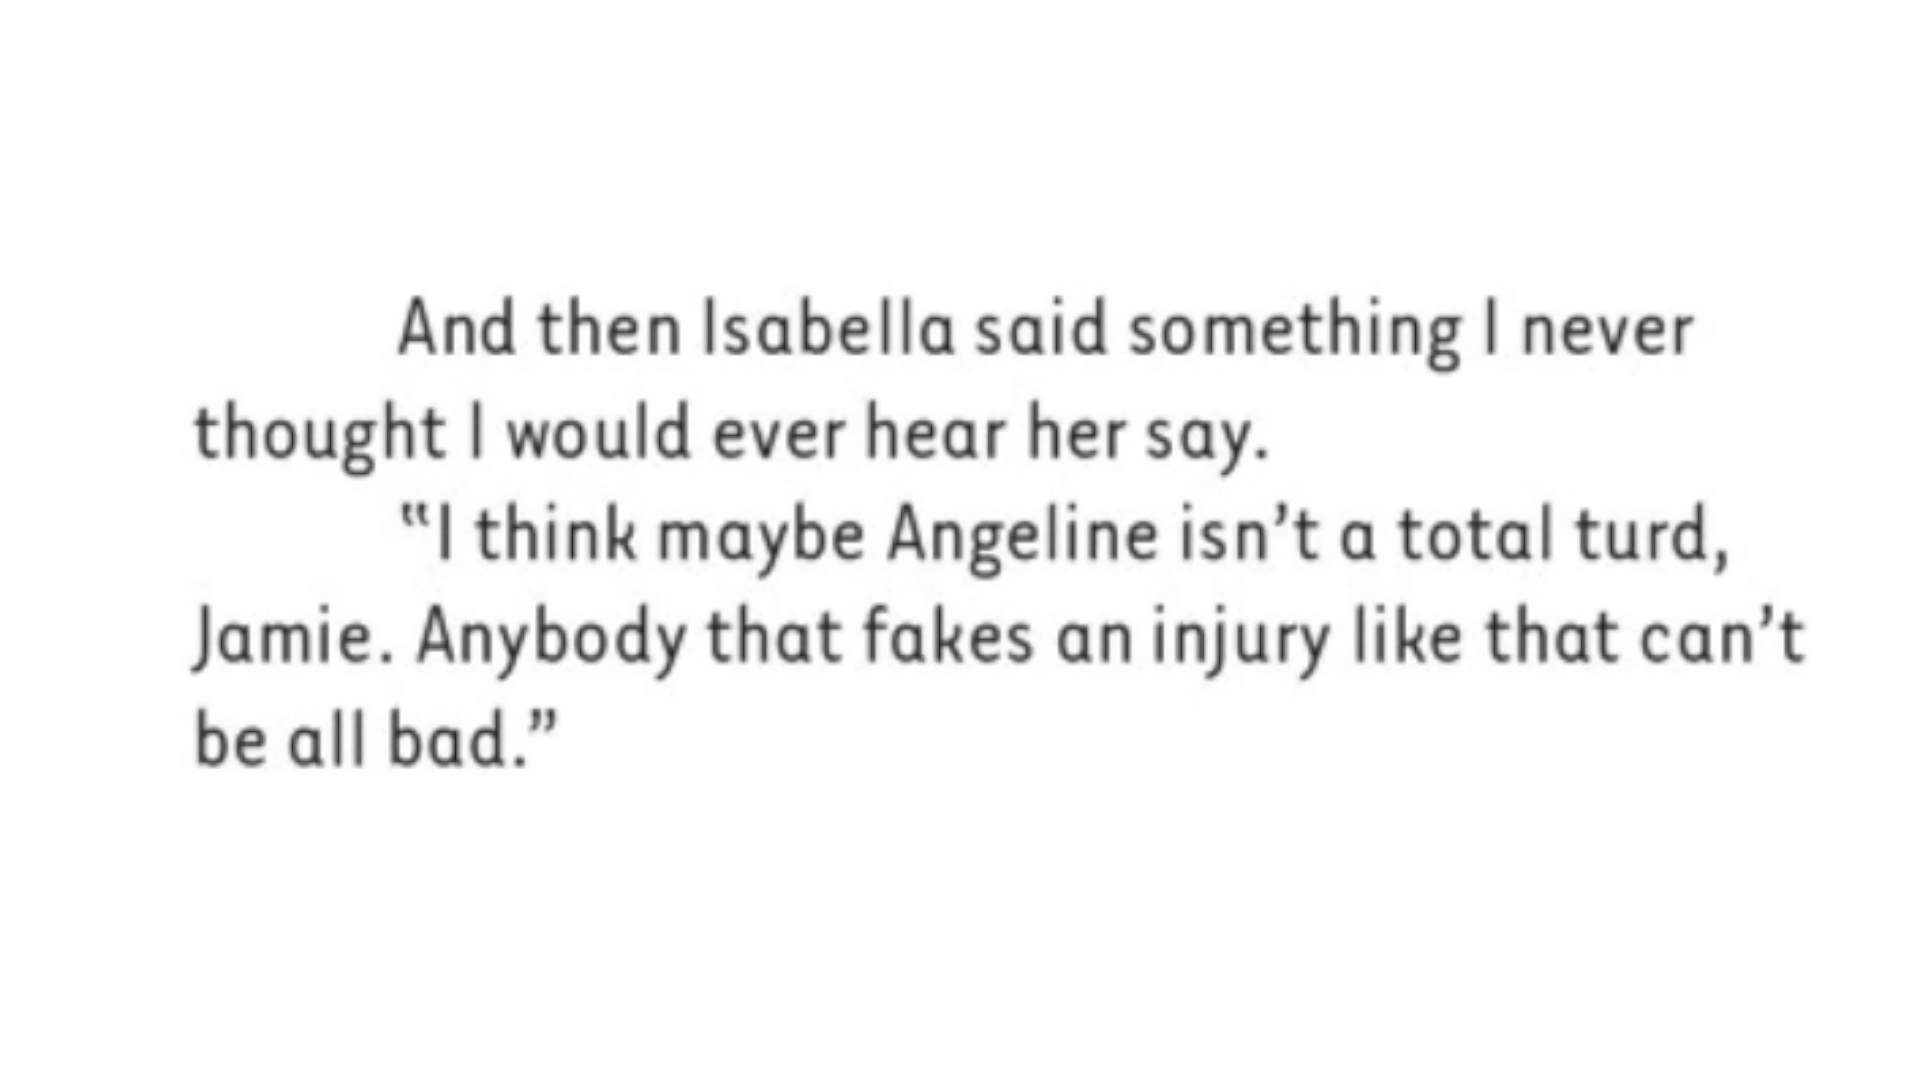 And then Isabella said something I never
thought I would ever hear her say.
“I think maybe Angeline isn’t a total turd,
Jamie. Anybody that fakes an injury like that can’t
be all bad.”